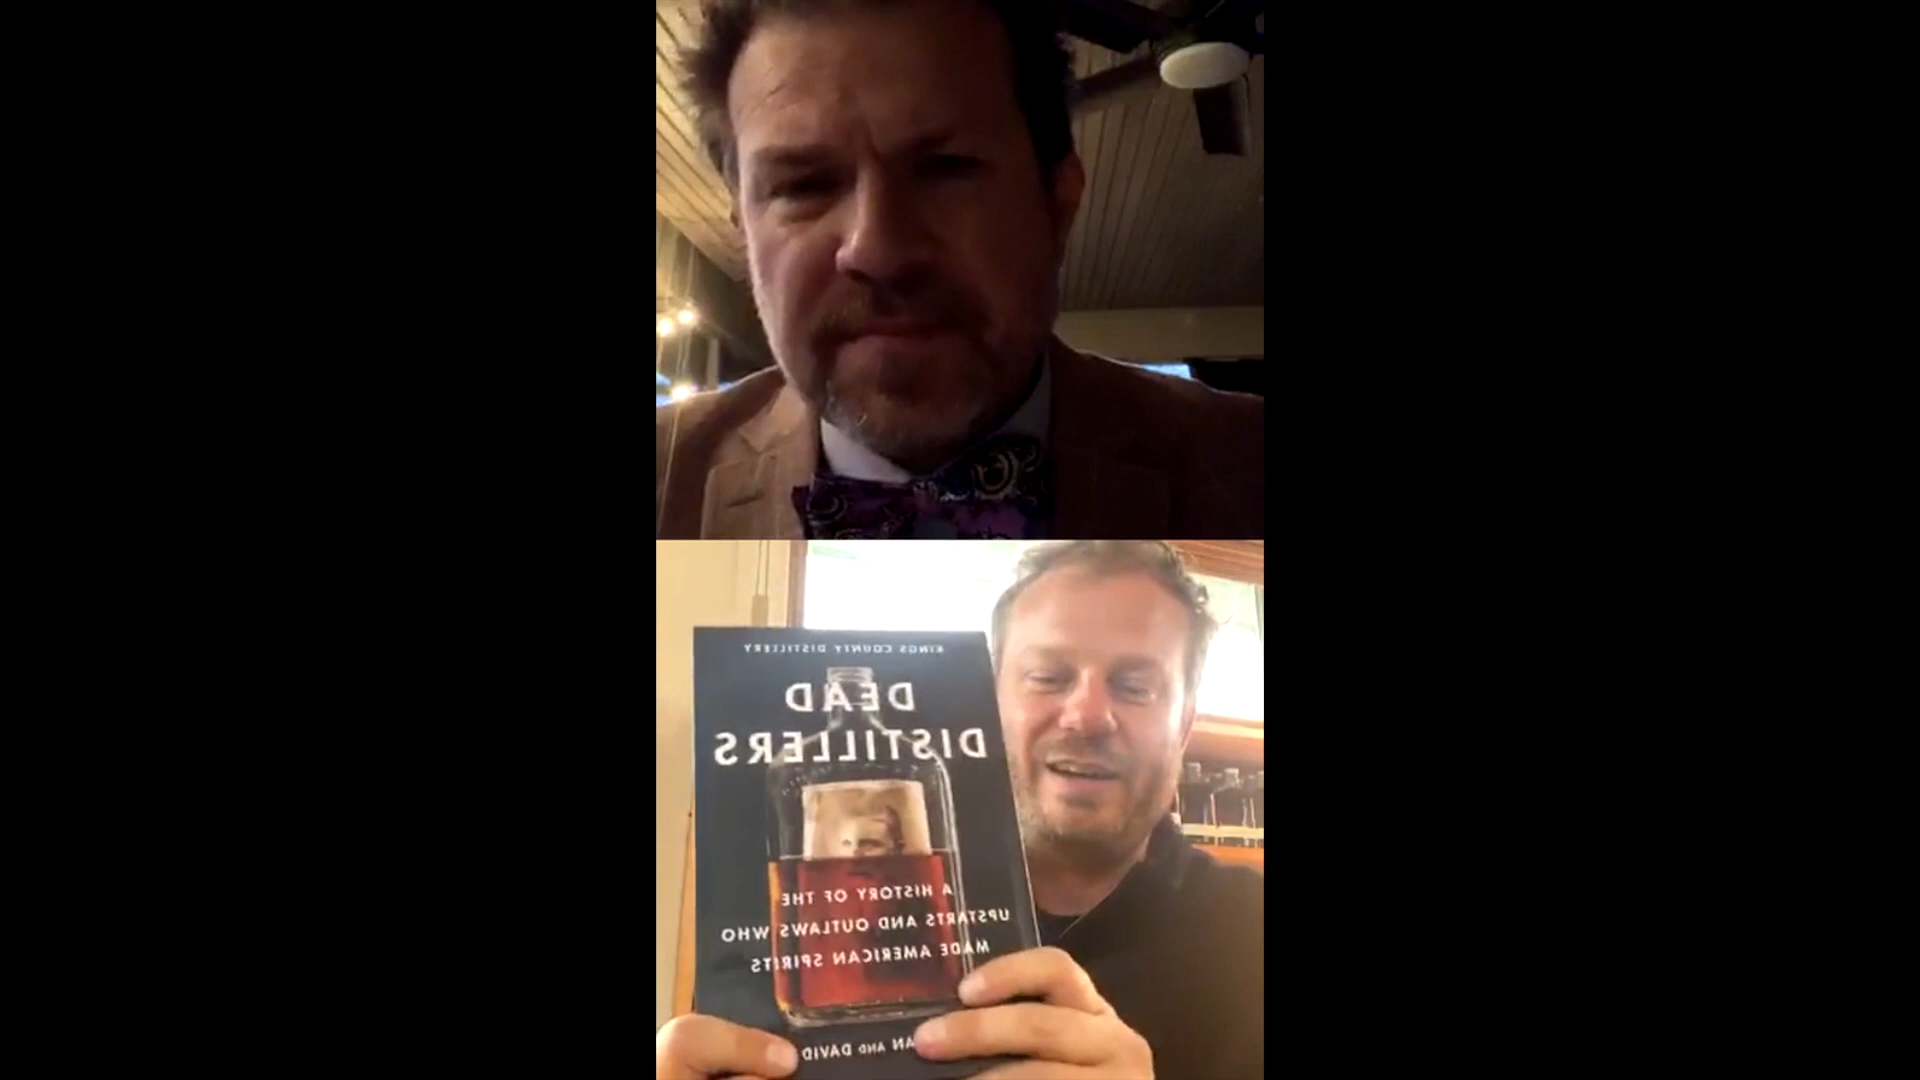 KINGS COUNTY DISTILLERY
DEAD
DISTILLERS
A HISTORY OF THE
UPSTARTS AND OUTLAWS WHO
MADE AMERICAN SPIRITS
AND DAVID